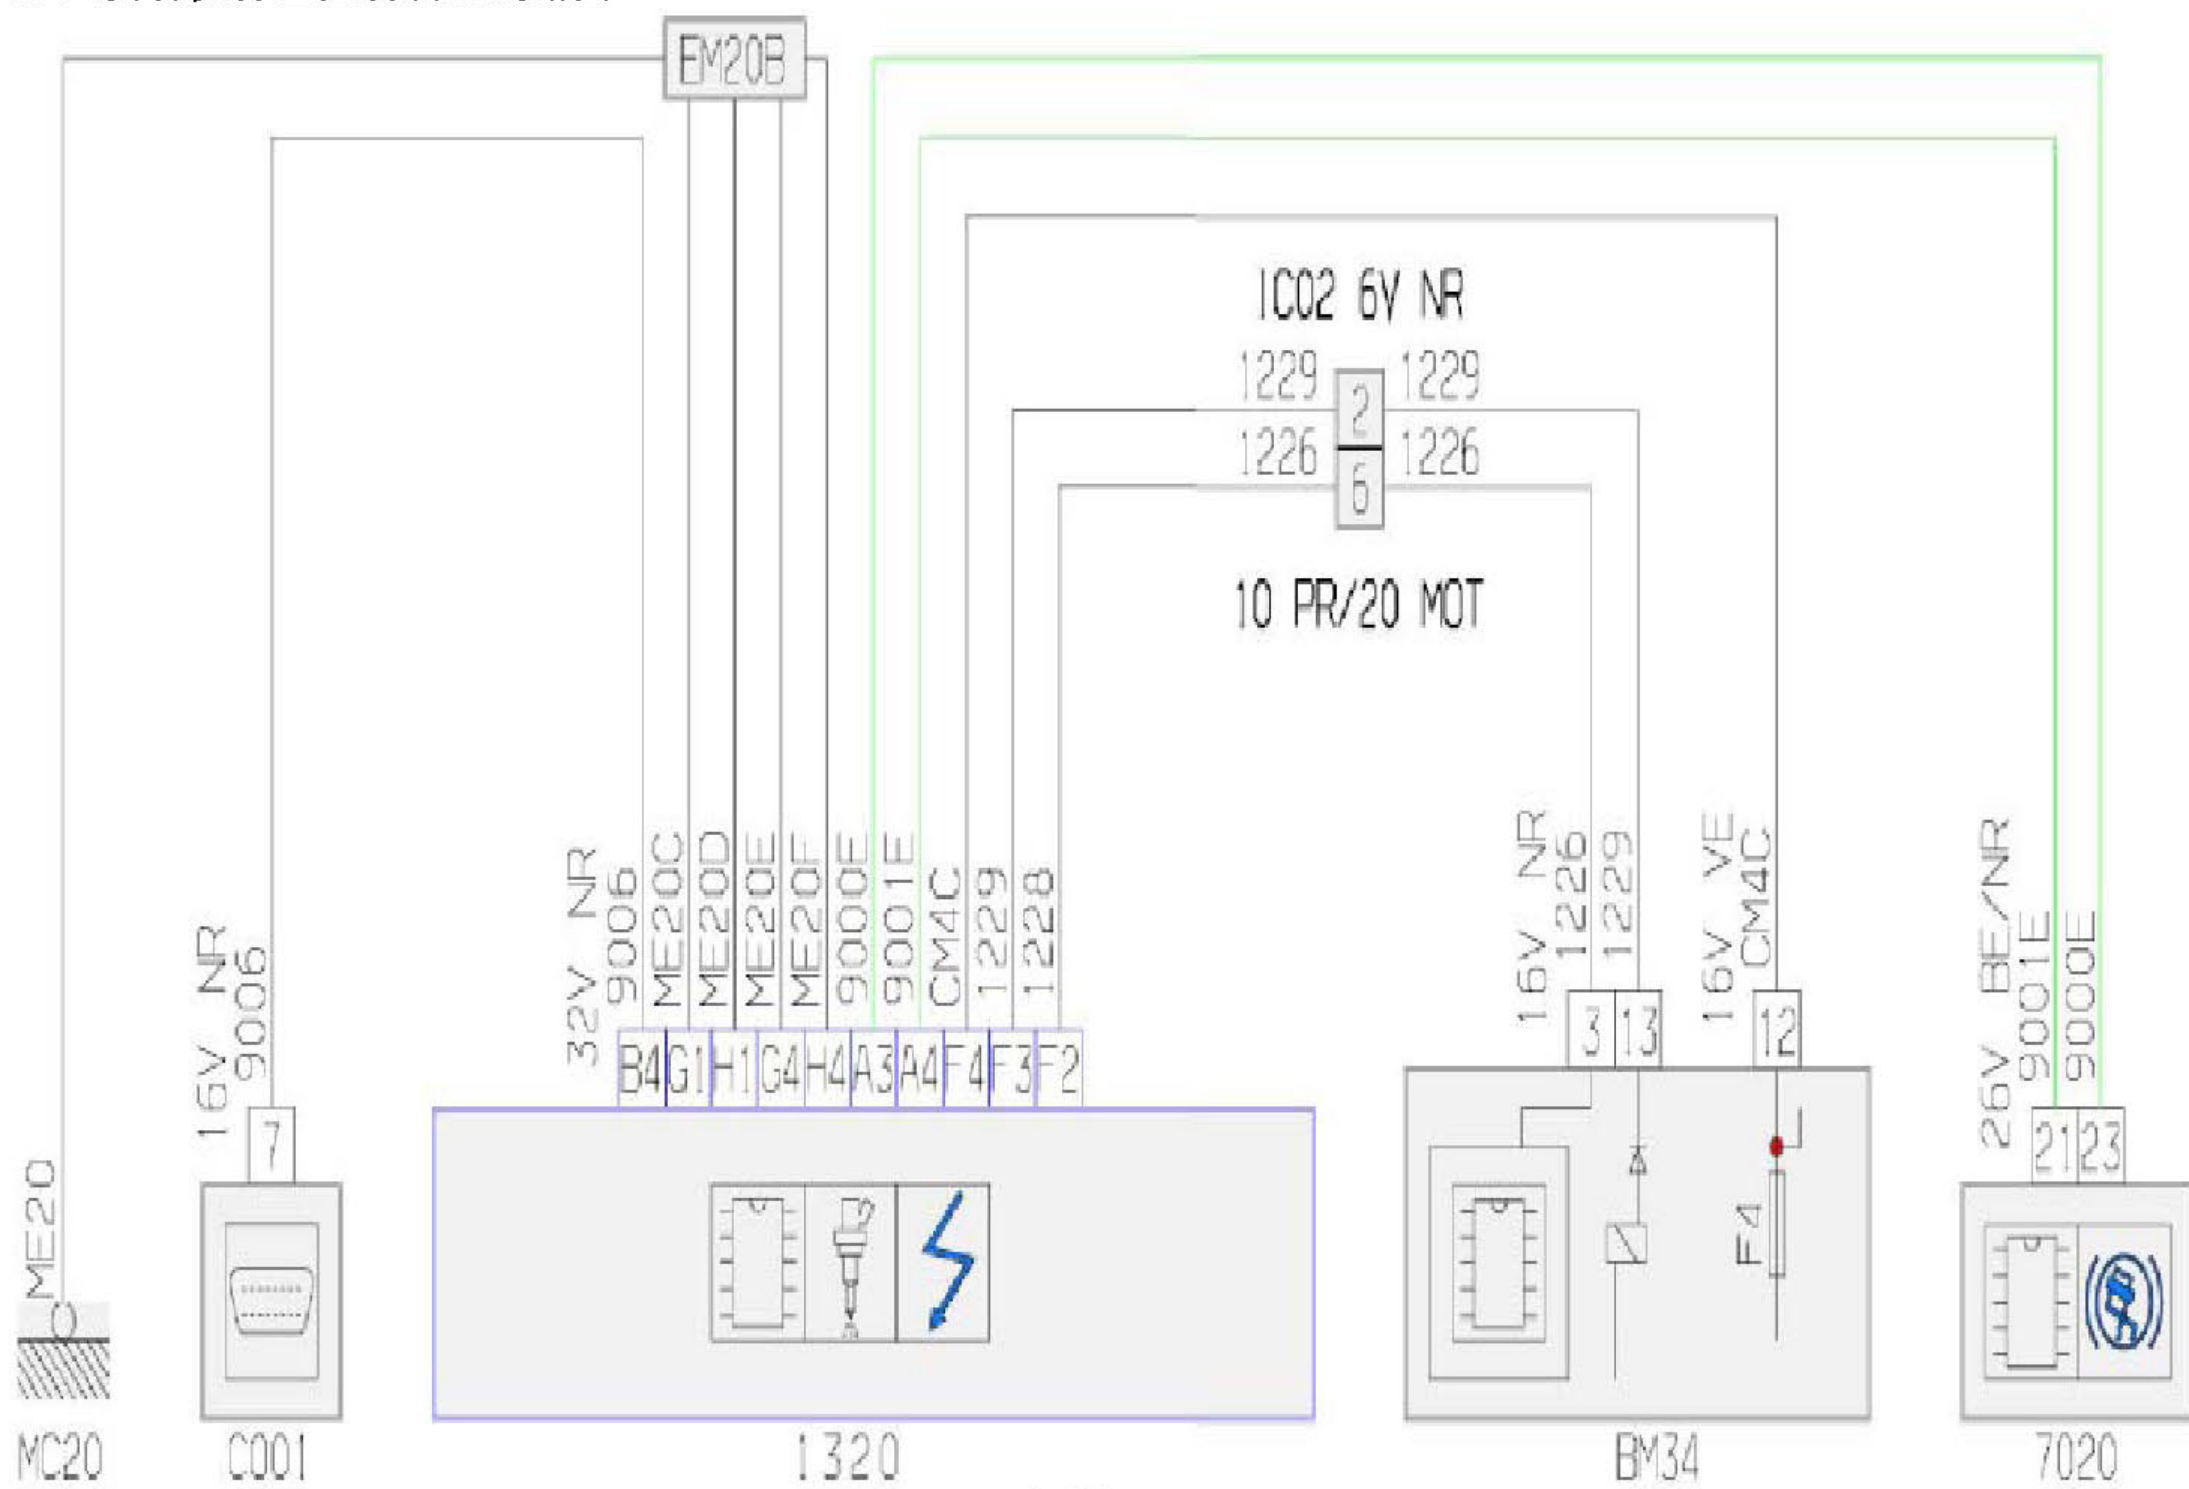 EM20B
1C02 6V NR
1229 2 1229
1226 6 1226
10 PR/20 MOT
ME20
16V NR
9006
7
32V NR
9006
ME20C
ME20D
ME20E
ME20F
9000E
9001E
CM4C
1229
1228
B4 G1 H1 G4 H4 A3 A4 F4 F3 F2
16V NR
1226
1229
16V VE
CM4C
3 13 12
F4
26V BE/NR
9001E
9000E
21 23
MC20 C001 1320 BM34 7020